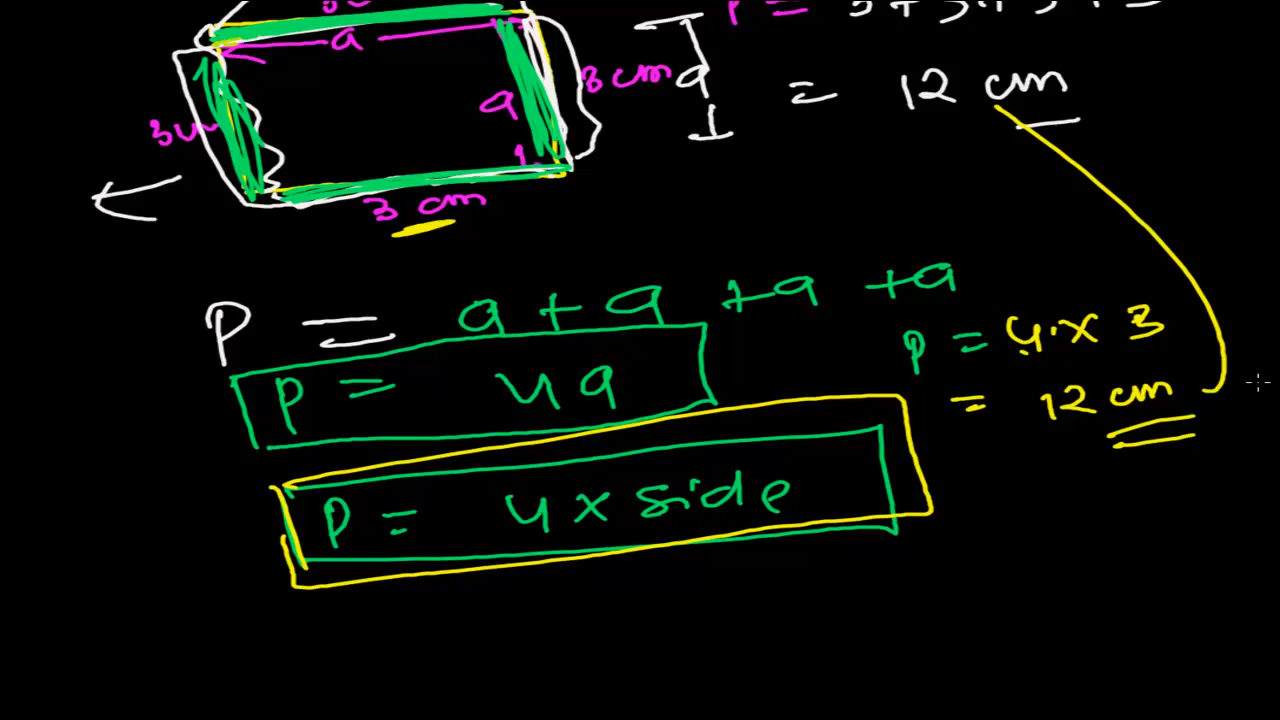 a
3 cm a
a
= 12 cm
3 cm
P = a + a + a + a
P = 4 x 3
P = 4a
= 12 cm
P = 4 x side